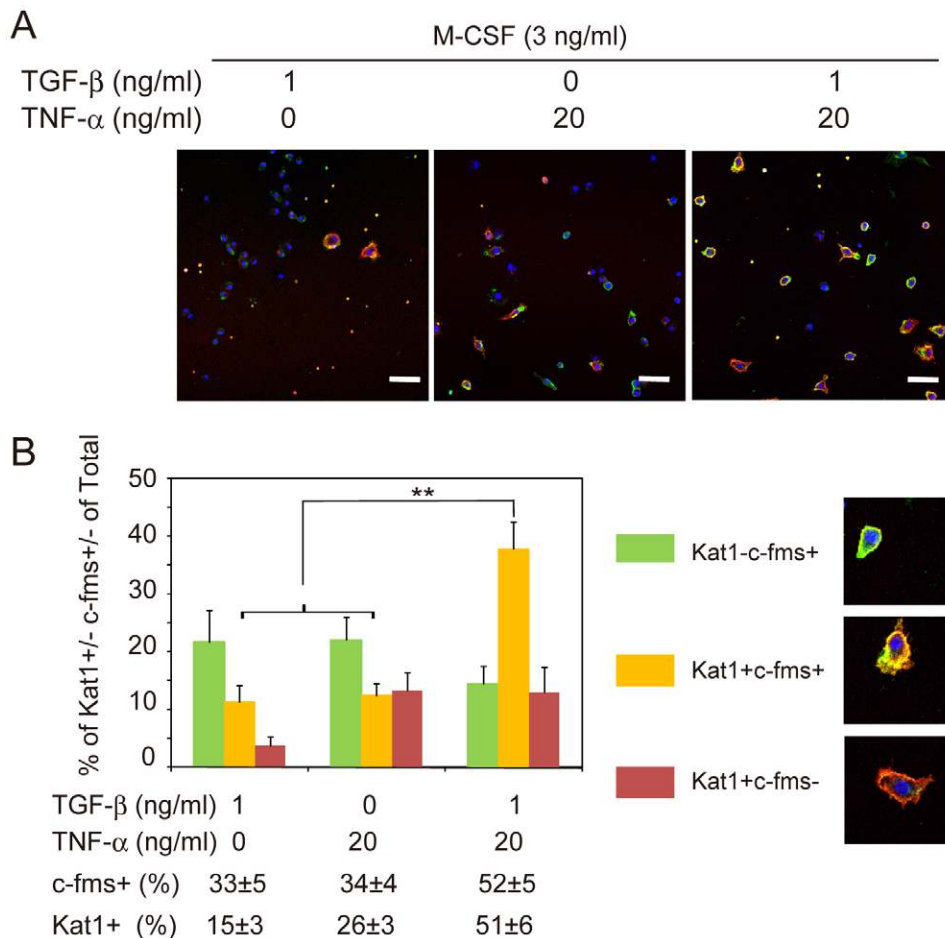 A
M-CSF (3 ng/ml)
TGF-β (ng/ml) 1 0 1
TNF-α (ng/ml) 0 20 20
B
% of Kat1+/- c-fms+/- of Total
50
40
30
20
10
0
**
Kat1-c-fms+
Kat1+c-fms+
Kat1+c-fms-
TGF-β (ng/ml) 1 0 1
TNF-α (ng/ml) 0 20 20
c-fms+ (%) 33±5 34±4 52±5
Kat1+ (%) 15±3 26±3 51±6